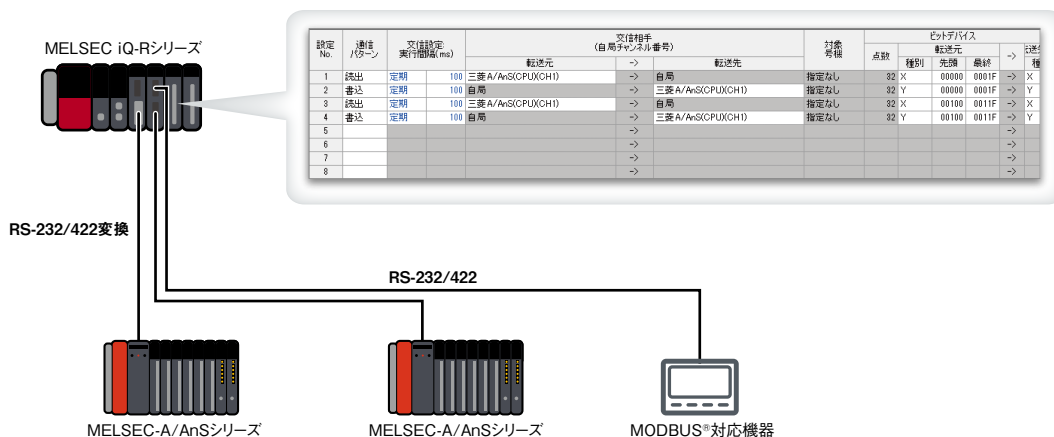 MELSEC iQ-Rシリーズ
設定No. 通信パターン 交信設定:実行間隔(ms) 交信相手(自局チャンネル番号) 対象号機 ビットデバイス
転送元 -> 転送先 点数 転送元 ->
種別 先頭 最終
1 読出 定期 100 三菱A/AnS(CPU)(CH1) -> 自局 指定なし 32 X 00000 0001F -> X
2 書込 定期 100 自局 -> 三菱A/AnS(CPU)(CH1) 指定なし 32 Y 00000 0001F -> Y
3 読出 定期 100 三菱A/AnS(CPU)(CH1) -> 自局 指定なし 32 X 00100 0011F -> X
4 書込 定期 100 自局 -> 三菱A/AnS(CPU)(CH1) 指定なし 32 Y 00100 0011F -> Y
5 -> ->
6 -> ->
7 -> ->
8 -> ->
RS-232/422変換
RS-232/422
MELSEC-A/AnSシリーズ
MELSEC-A/AnSシリーズ
MODBUS®対応機器